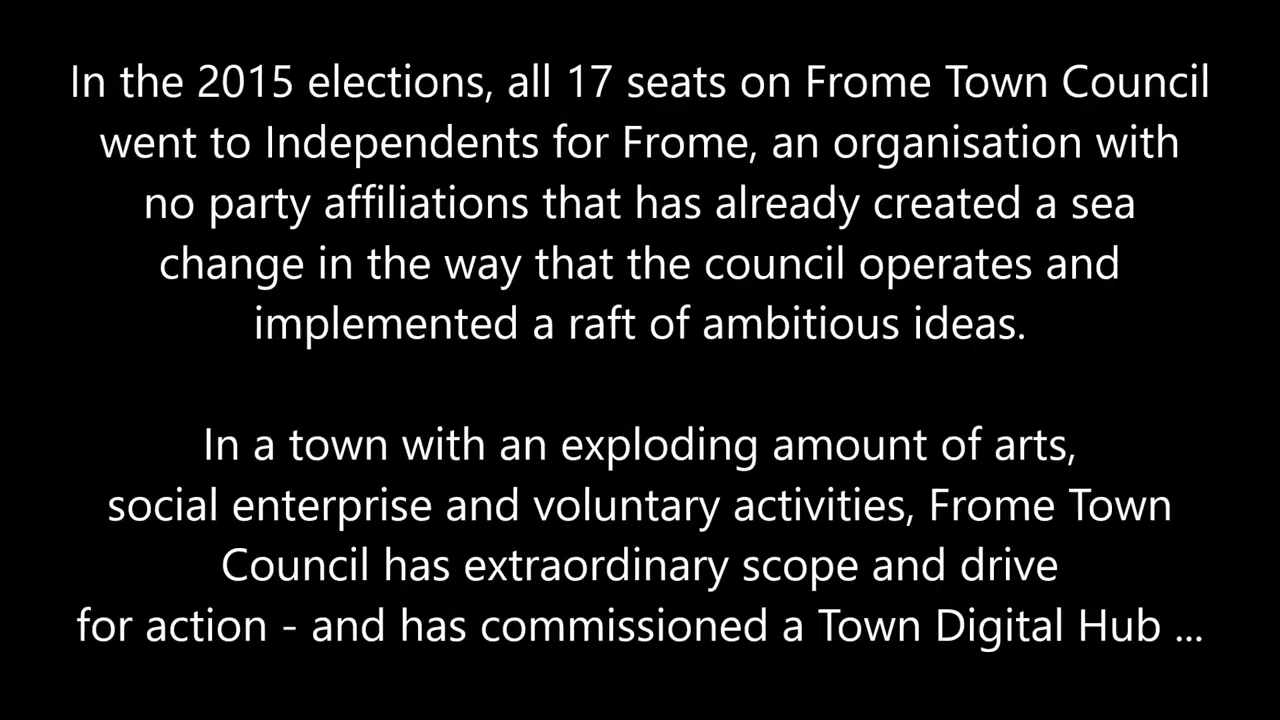 In the 2015 elections, all 17 seats on Frome Town Council
went to Independents for Frome, an organisation with
no party affiliations that has already created a sea
change in the way that the council operates and
implemented a raft of ambitious ideas.
In a town with an exploding amount of arts,
social enterprise and voluntary activities, Frome Town
Council has extraordinary scope and drive
for action - and has commissioned a Town Digital Hub ...